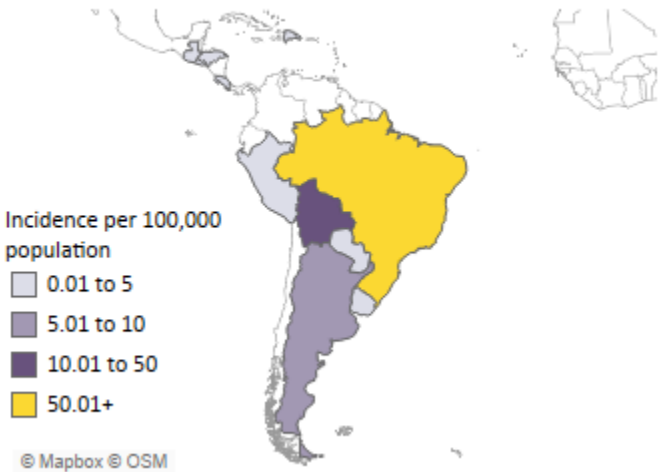 Incidence per 100,000
population
0.01 to 5
5.01 to 10
10.01 to 50
50.01+
© Mapbox © OSM